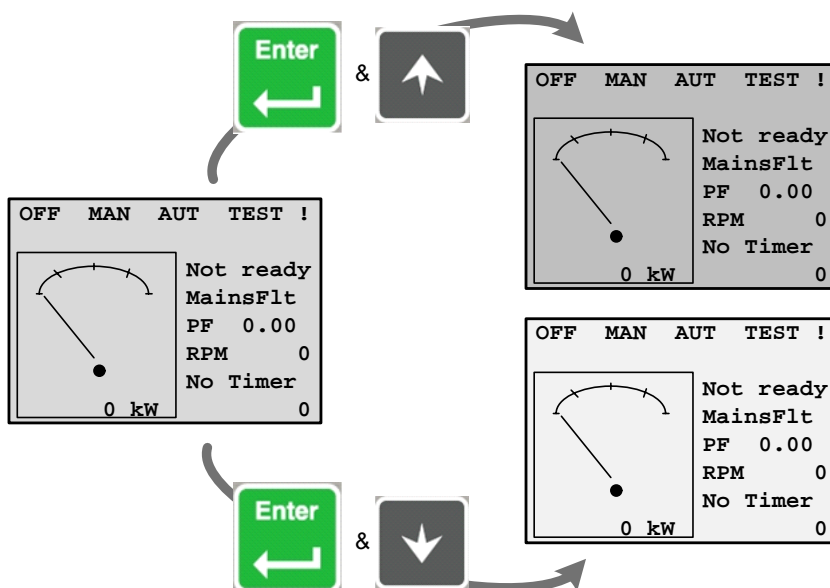 Enter
&
OFF MAN AUT TEST !
Not ready
MainsFlt
PF 0.00
RPM 0
No Timer
0 kW 0
OFF MAN AUT TEST !
Not ready
MainsFlt
PF 0.00
RPM 0
No Timer
0 kW 0
OFF MAN AUT TEST !
Not ready
MainsFlt
PF 0.00
RPM 0
No Timer
0 kW 0
Enter
&